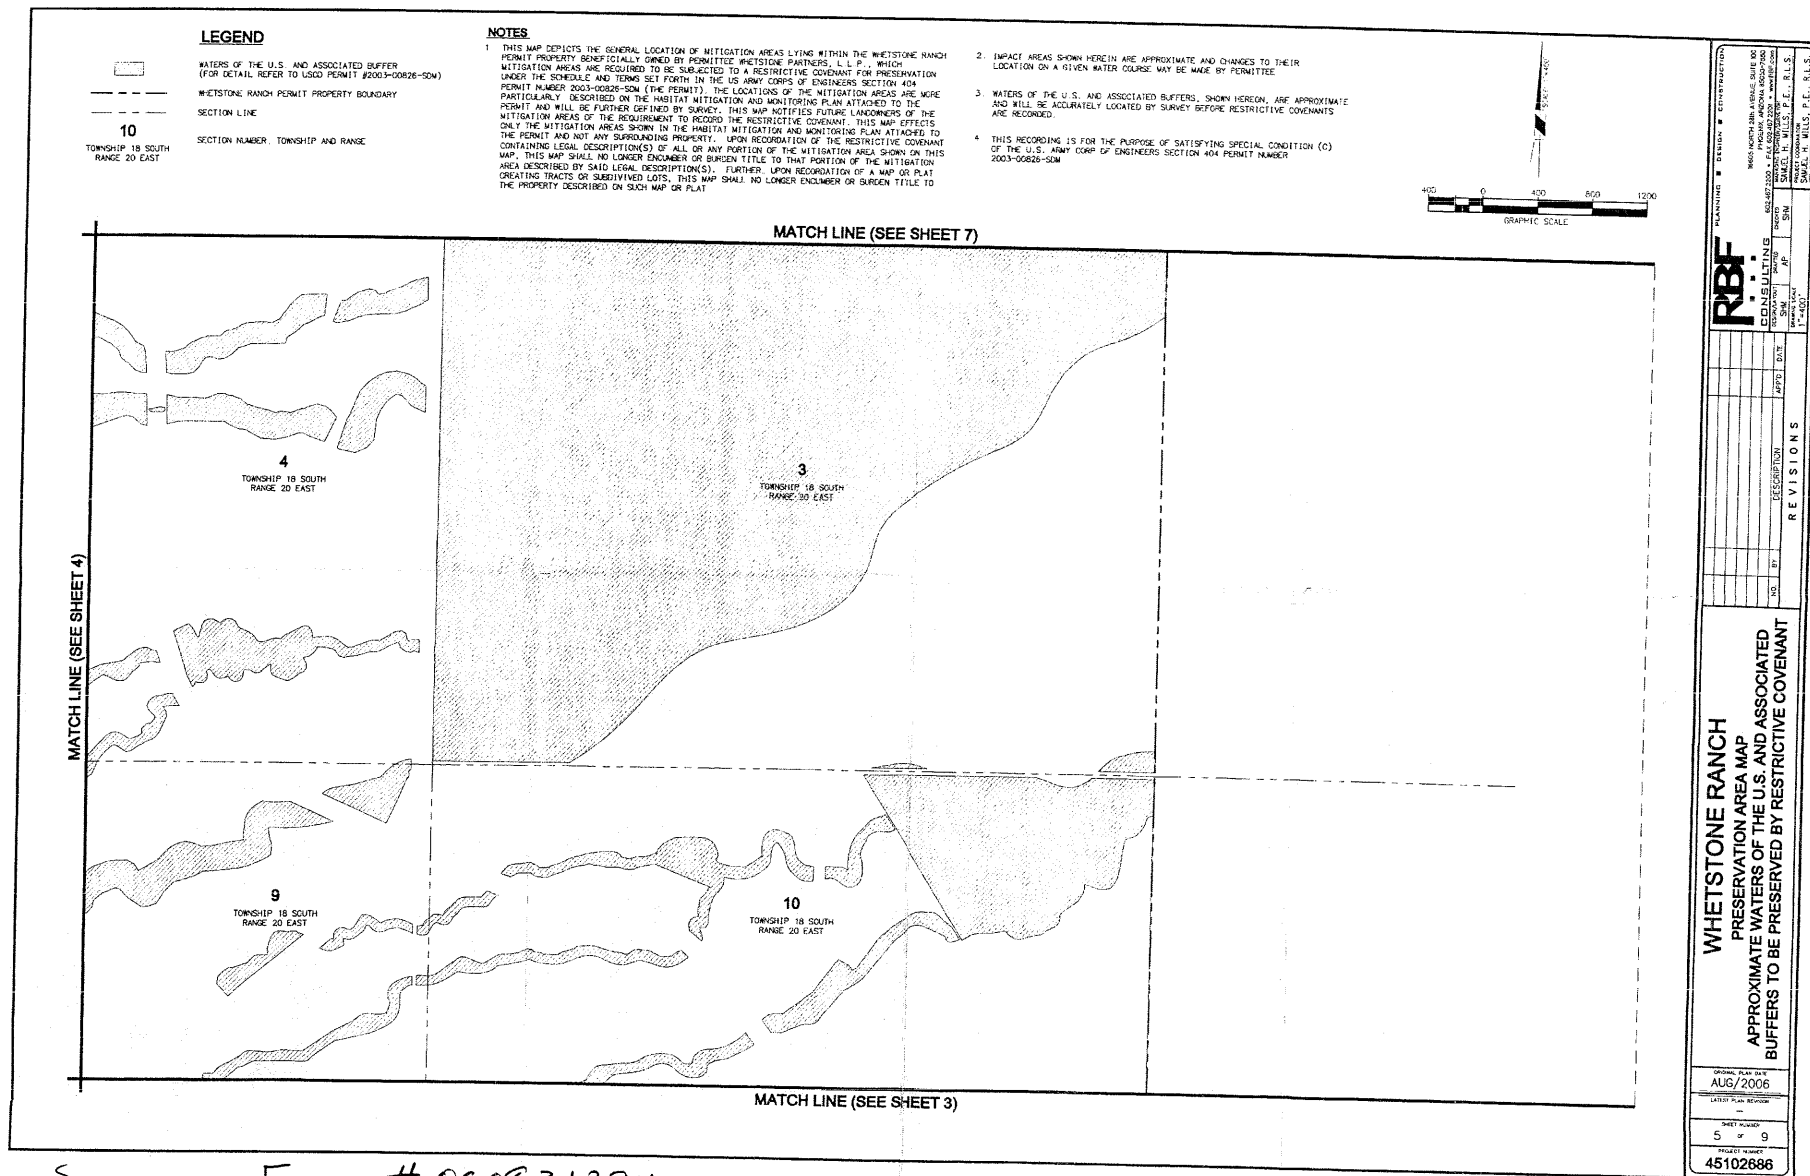 LEGEND
WATERS OF THE U.S. AND ASSOCIATED BUFFER
(FOR DETAIL REFER TO USCO PERMIT #2003-00826-SDM)
WHETSTONE RANCH PERMIT PROPERTY BOUNDARY
SECTION LINE
10
TOWNSHIP 18 SOUTH
RANGE 20 EAST
SECTION NUMBER, TOWNSHIP AND RANGE
NOTES
1 THIS MAP DEPICTS THE GENERAL LOCATION OF MITIGATION AREAS LYING WITHIN THE WHETSTONE RANCH
PERMIT PROPERTY BENEFICIALLY OWNED BY PERMITTEE WHETSTONE PARTNERS, L.L.P., WHICH
MITIGATION AREAS ARE REQUIRED TO BE SUBJECTED TO A RESTRICTIVE COVENANT FOR PRESERVATION
UNDER THE SCHEDULE AND TERMS SET FORTH IN THE US ARMY CORPS OF ENGINEERS SECTION 404
PERMIT NUMBER 2003-00826-SDM (THE PERMIT). THE LOCATIONS OF THE MITIGATION AREAS ARE MORE
PARTICULARLY DESCRIBED ON THE HABITAT MITIGATION AND MONITORING PLAN ATTACHED TO THE
PERMIT AND WILL BE FURTHER DEFINED BY SURVEY. THIS MAP NOTIFIES FUTURE LANDOWNERS OF THE
MITIGATION AREAS OF THE REQUIREMENT TO RECORD THE RESTRICTIVE COVENANT. THIS MAP EFFECTS
ONLY THE MITIGATION AREAS SHOWN IN THE HABITAT MITIGATION AND MONITORING PLAN ATTACHED TO
THE PERMIT AND NOT ANY SURROUNDING PROPERTY. UPON RECORDATION OF THE RESTRICTIVE COVENANT
CONTAINING LEGAL DESCRIPTION(S) OF ALL OR ANY PORTION OF THE MITIGATION AREA SHOWN ON THIS
MAP, THIS MAP SHALL NO LONGER ENCUMBER OR BURDEN TITLE TO THAT PORTION OF THE MITIGATION
AREA DESCRIBED BY SAID LEGAL DESCRIPTION(S). FURTHER, UPON RECORDATION OF A MAP OR PLAT
CREATING TRACTS OR SUBDIVIVED LOTS, THIS MAP SHALL NO LONGER ENCUMBER OR BURDEN TITLE TO
THE PROPERTY DESCRIBED ON SUCH MAP OR PLAT
2. IMPACT AREAS SHOWN HEREIN ARE APPROXIMATE AND CHANGES TO THEIR
LOCATION ON A GIVEN WATER COURSE MAY BE MADE BY PERMITTEE
3. WATERS OF THE U.S. AND ASSOCIATED BUFFERS, SHOWN HEREON, ARE APPROXIMATE
AND WILL BE ACCURATELY LOCATED BY SURVEY BEFORE RESTRICTIVE COVENANTS
ARE RECORDED.
4 THIS RECORDING IS FOR THE PURPOSE OF SATISFYING SPECIAL CONDITION (C)
OF THE U.S. ARMY CORP OF ENGINEERS SECTION 404 PERMIT NUMBER
2003-00826-SDM
400 0 400 800 1200
GRAPHIC SCALE
MATCH LINE (SEE SHEET 7)
MATCH LINE (SEE SHEET 4)
4
TOWNSHIP 18 SOUTH
RANGE 20 EAST
3
TOWNSHIP 18 SOUTH
RANGE 20 EAST
9
TOWNSHIP 18 SOUTH
RANGE 20 EAST
10
TOWNSHIP 18 SOUTH
RANGE 20 EAST
MATCH LINE (SEE SHEET 3)
RBF
CONSULTING
PLANNING DESIGN CONSTRUCTION
SAMUEL H. WILLS, P.E., R.L.S.
SAMUEL H. WILLS, P.E., R.L.S.
SHM
AP
SHM
1"=400'
NO. BY DESCRIPTION APP'D DATE
REVISIONS
WHETSTONE RANCH
PRESERVATION AREA MAP
APPROXIMATE WATERS OF THE U.S. AND ASSOCIATED
BUFFERS TO BE PRESERVED BY RESTRICTIVE COVENANT
ORIGINAL PLAN DATE
AUG/2006
LATEST PLAN REVISION
SHEET NUMBER
5 OF 9
PROJECT NUMBER
45102686